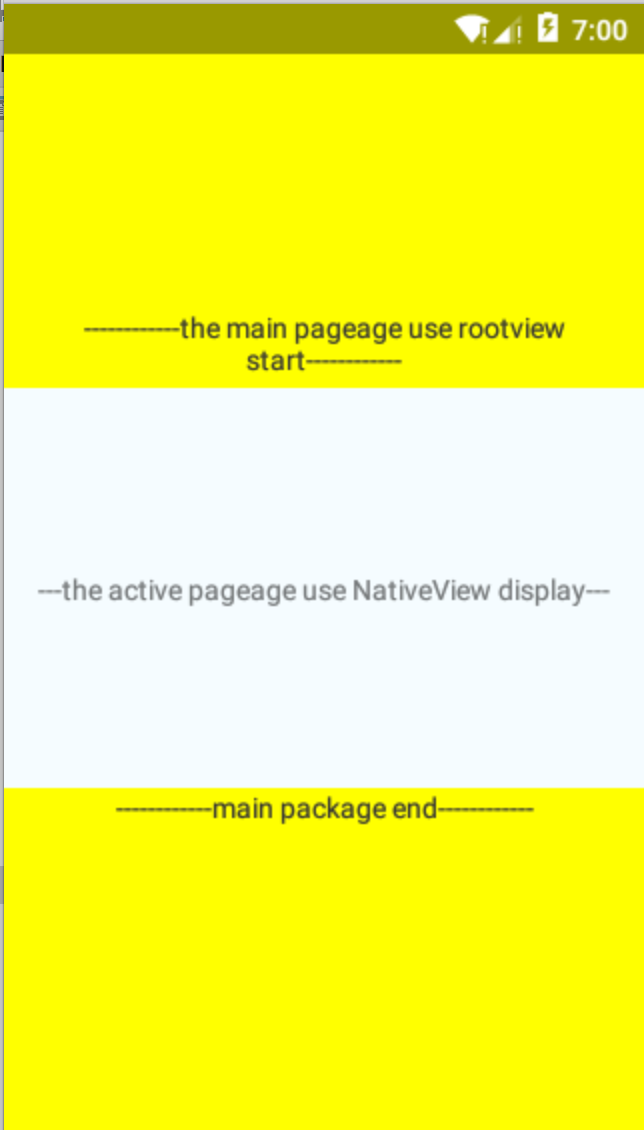 7:00
------------the main pageage use rootview
start------------
---the active pageage use NativeView display---
------------main package end------------